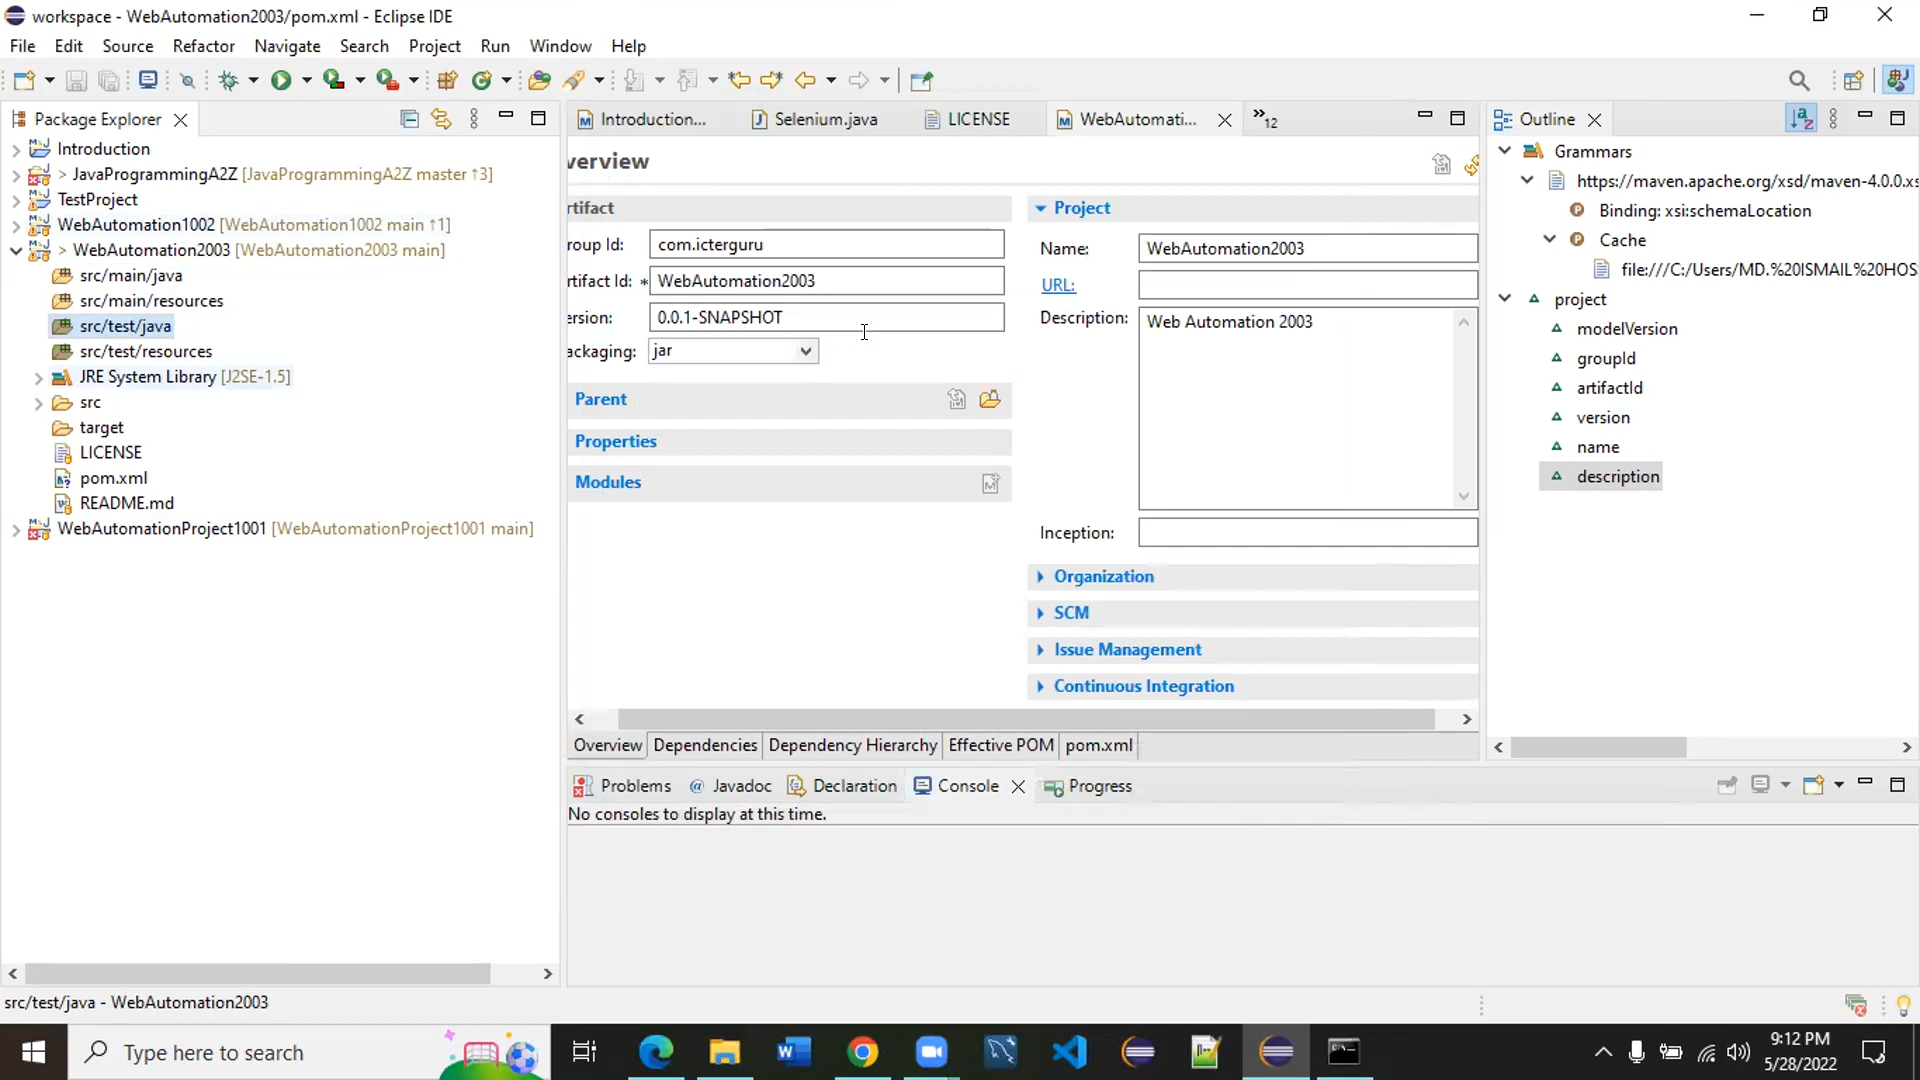 workspace - WebAutomation2003/pom.xml - Eclipse IDE
File Edit Source Refactor Navigate Search Project Run Window Help
Package Explorer
Introduction
> JavaProgrammingA2Z [JavaProgrammingA2Z master ↑3]
TestProject
WebAutomation1002 [WebAutomation1002 main ↑1]
> WebAutomation2003 [WebAutomation2003 main]
src/main/java
src/main/resources
src/test/java
src/test/resources
JRE System Library [J2SE-1.5]
src
target
LICENSE
pom.xml
README.md
WebAutomationProject1001 [WebAutomationProject1001 main]
Introduction... Selenium.java LICENSE WebAutomati... »12
verview
rtifact
roup Id: com.icterguru
rtifact Id: * WebAutomation2003
ersion: 0.0.1-SNAPSHOT
ackaging: jar
Parent
Properties
Modules
Project
Name: WebAutomation2003
URL:
Description: Web Automation 2003
Inception:
Organization
SCM
Issue Management
Continuous Integration
Overview Dependencies Dependency Hierarchy Effective POM pom.xml
Outline
Grammars
https://maven.apache.org/xsd/maven-4.0.0.xs
Binding: xsi:schemaLocation
Cache
file:///C:/Users/MD.%20ISMAIL%20HOS
project
modelVersion
groupId
artifactId
version
name
description
Problems @ Javadoc Declaration Console Progress
No consoles to display at this time.
src/test/java - WebAutomation2003
Type here to search
9:12 PM
5/28/2022